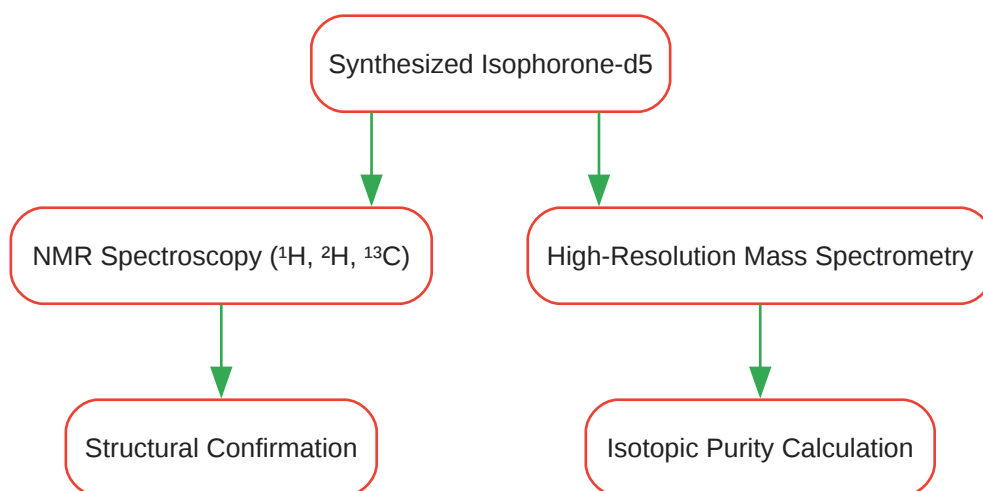 Synthesized Isophorone-d5
NMR Spectroscopy (¹H, ²H, ¹³C)
High-Resolution Mass Spectrometry
Structural Confirmation
Isotopic Purity Calculation